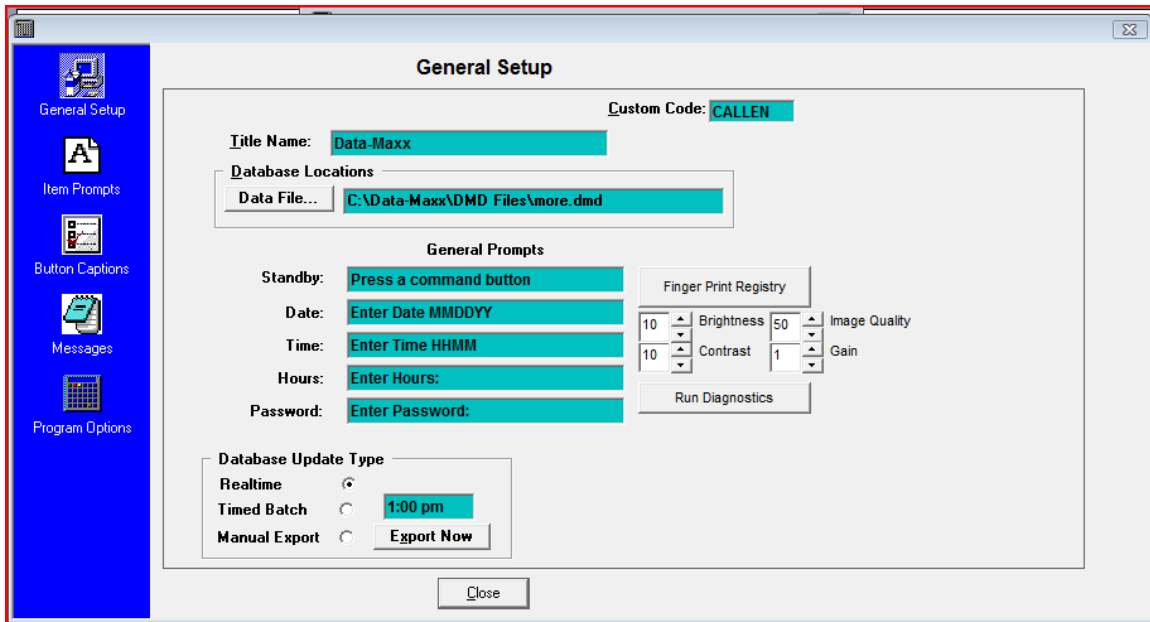 General Setup
General Setup
Custom Code: CALLEN
Title Name: Data-Maxx
Item Prompts
Database Locations
Data File... C:\Data-Maxx\DMD Files\more.dmd
General Prompts
Button Captions
Standby: Press a command button
Finger Print Registry
Date: Enter Date MMDDYY
10 Brightness 50 Image Quality
Messages
Time: Enter Time HHMM
10 Contrast 1 Gain
Hours: Enter Hours:
Run Diagnostics
Password: Enter Password:
Program Options
Database Update Type
Realtime
Timed Batch 1:00 pm
Manual Export Export Now
Close